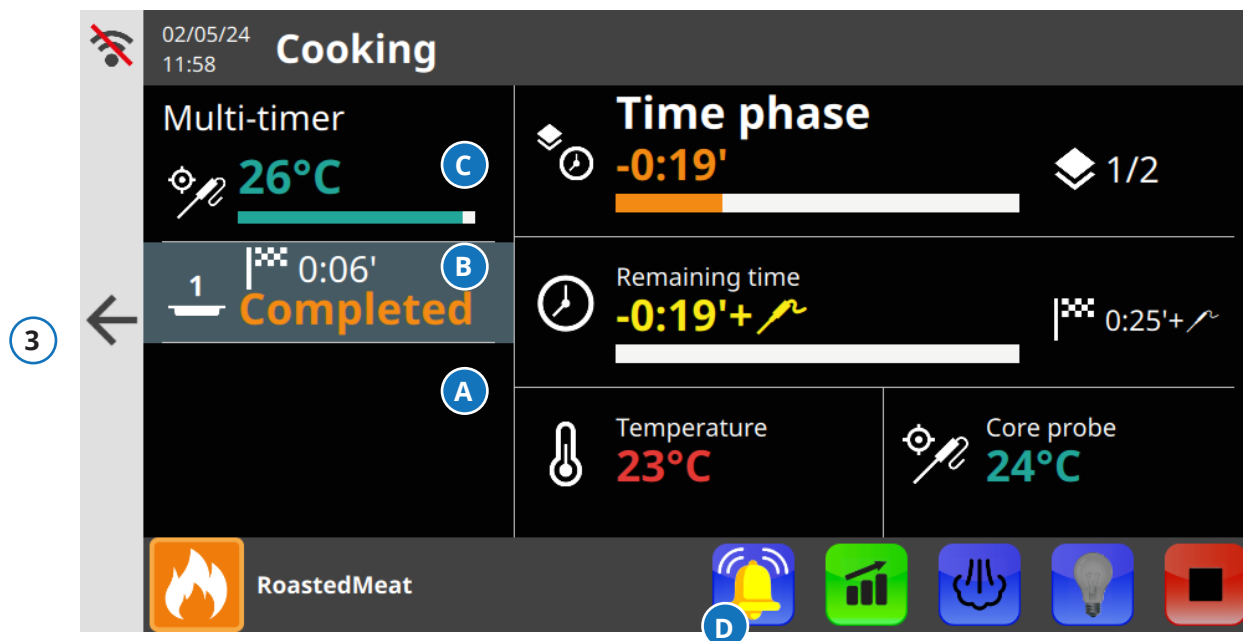 02/05/24
11:58
Cooking
Multi-timer
26°C
C
1
0:06'
Completed
B
A
3
Time phase
-0:19'
1/2
Remaining time
-0:19'+
0:25'+
Temperature
23°C
Core probe
24°C
RoastedMeat
D